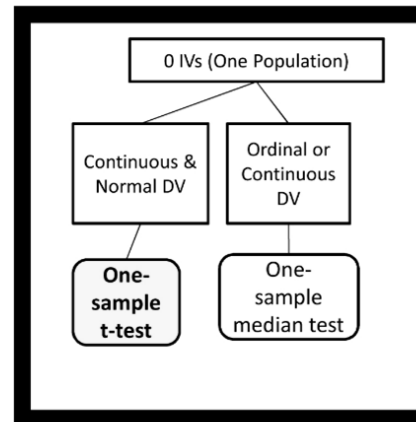 0 IVs (One Population)
Continuous &
Normal DV
Ordinal or
Continuous
DV
One-
sample
t-test
One-
sample
median test